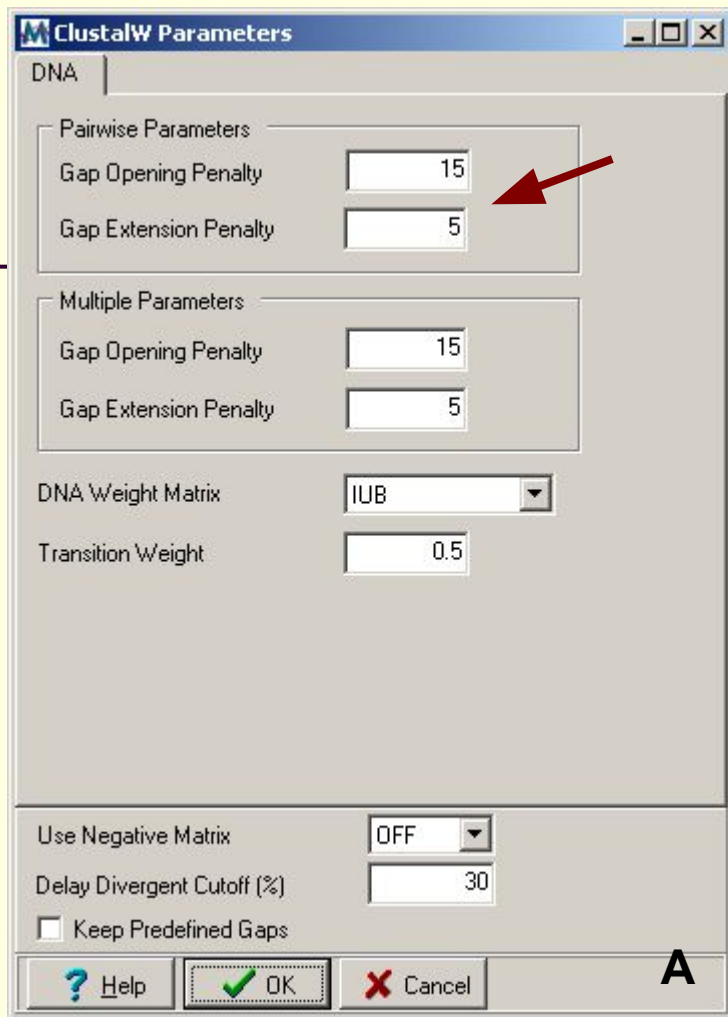 ClustalW Parameters
DNA
Pairwise Parameters
Gap Opening Penalty 15
Gap Extension Penalty 5
Multiple Parameters
Gap Opening Penalty 15
Gap Extension Penalty 5
DNA Weight Matrix IUB
Transition Weight 0.5
Use Negative Matrix OFF
Delay Divergent Cutoff (%) 30
Keep Predefined Gaps
? Help OK Cancel
A